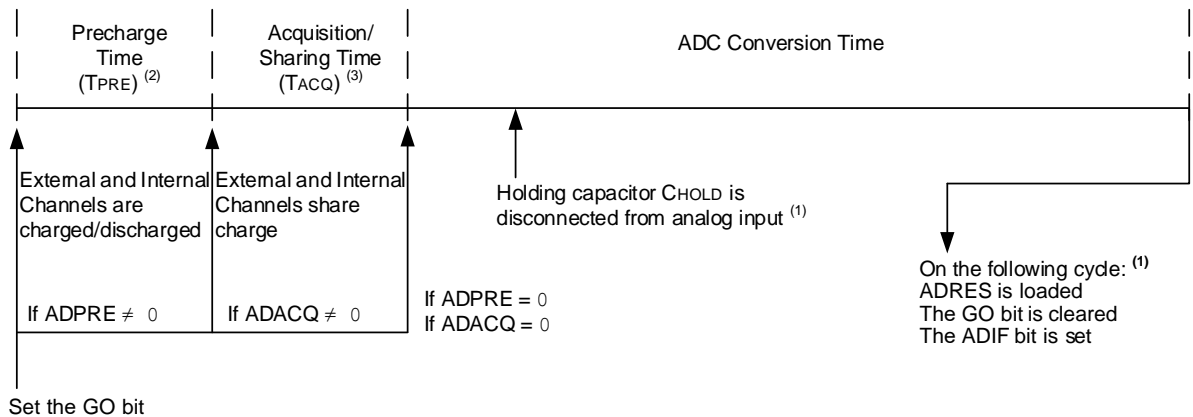 Precharge
Time
(TPRE) (2)
Acquisition/
Sharing Time
(TACQ) (3)
ADC Conversion Time
External and Internal
Channels are
charged/discharged
External and Internal
Channels share
charge
Holding capacitor CHOLD is
disconnected from analog input (1)
If ADPRE ≠ 0
If ADACQ ≠ 0
If ADPRE = 0
If ADACQ = 0
On the following cycle: (1)
ADRES is loaded
The GO bit is cleared
The ADIF bit is set
Set the GO bit